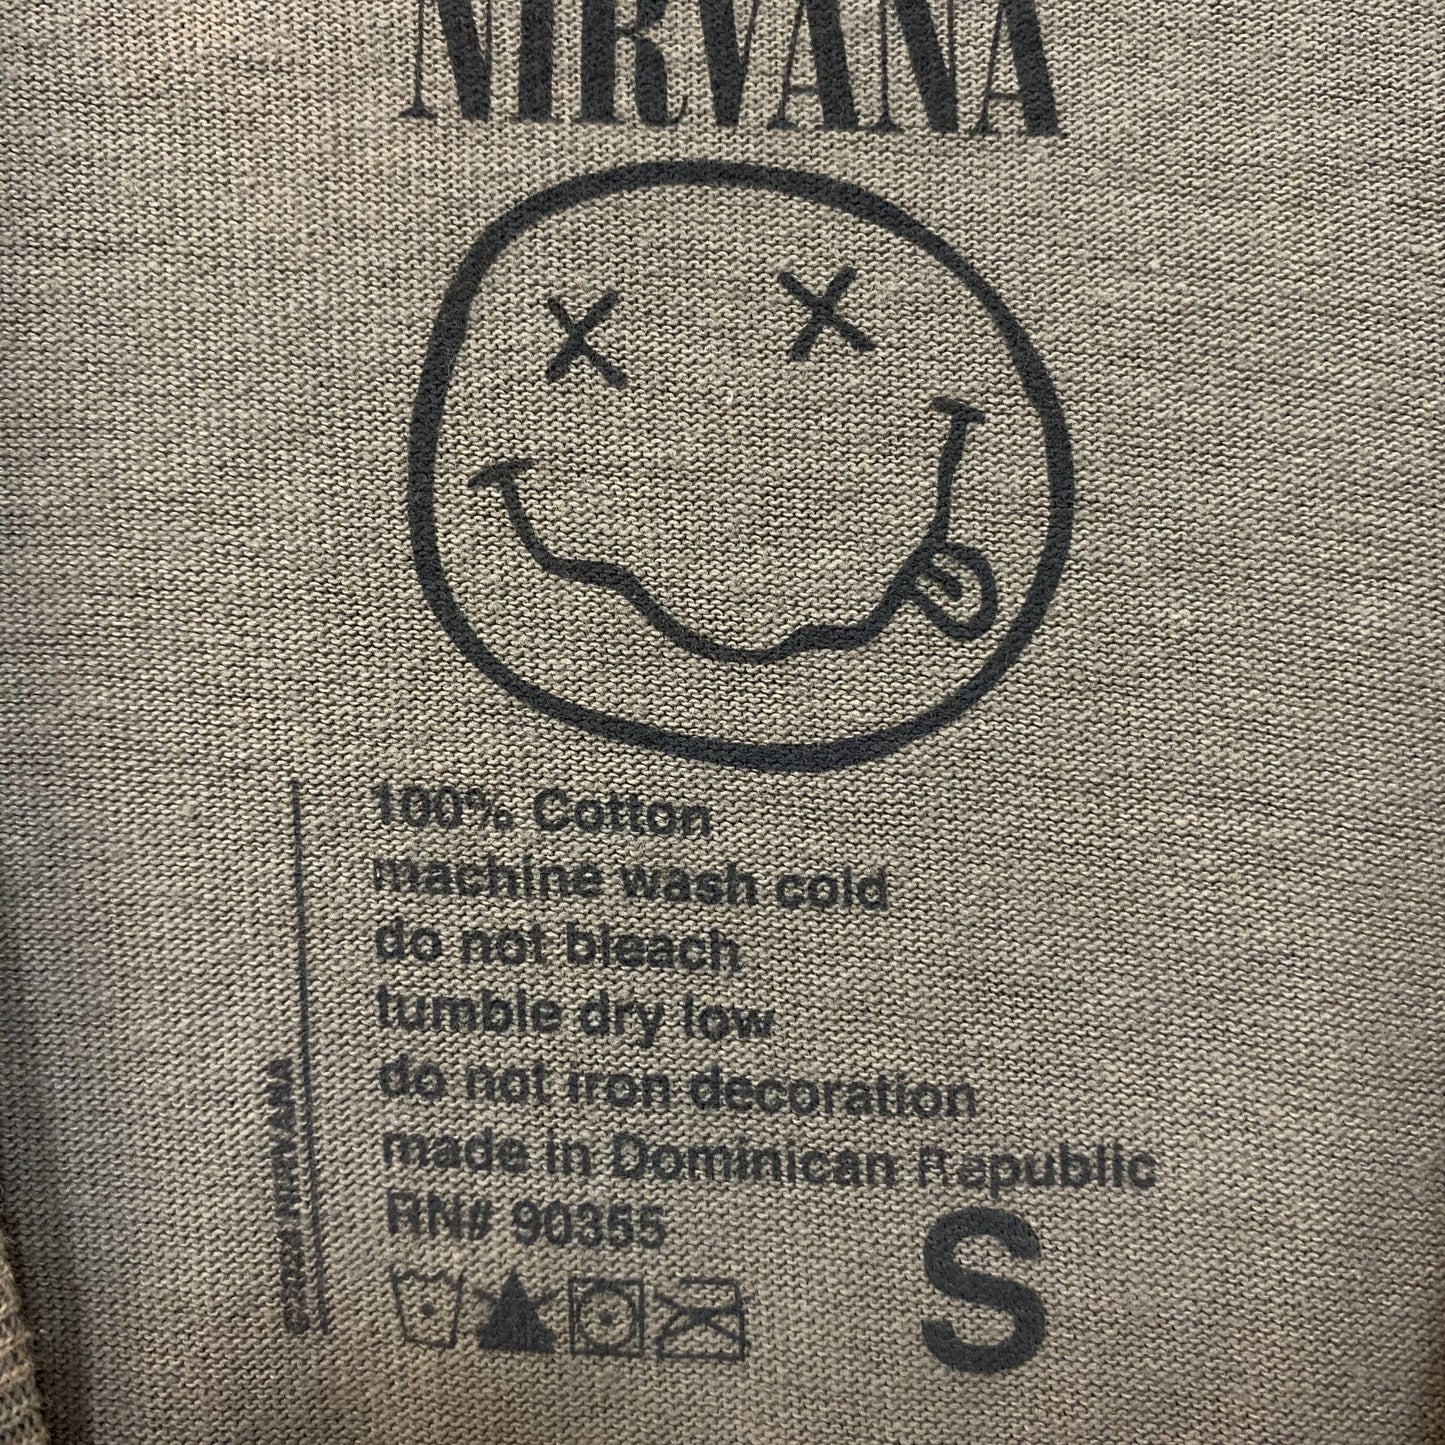 NIRVANA
100% Cotton
machine wash cold
do not bleach
tumble dry low
do not iron decoration
made in Dominican Republic
RN# 90355
S
NIRVANA